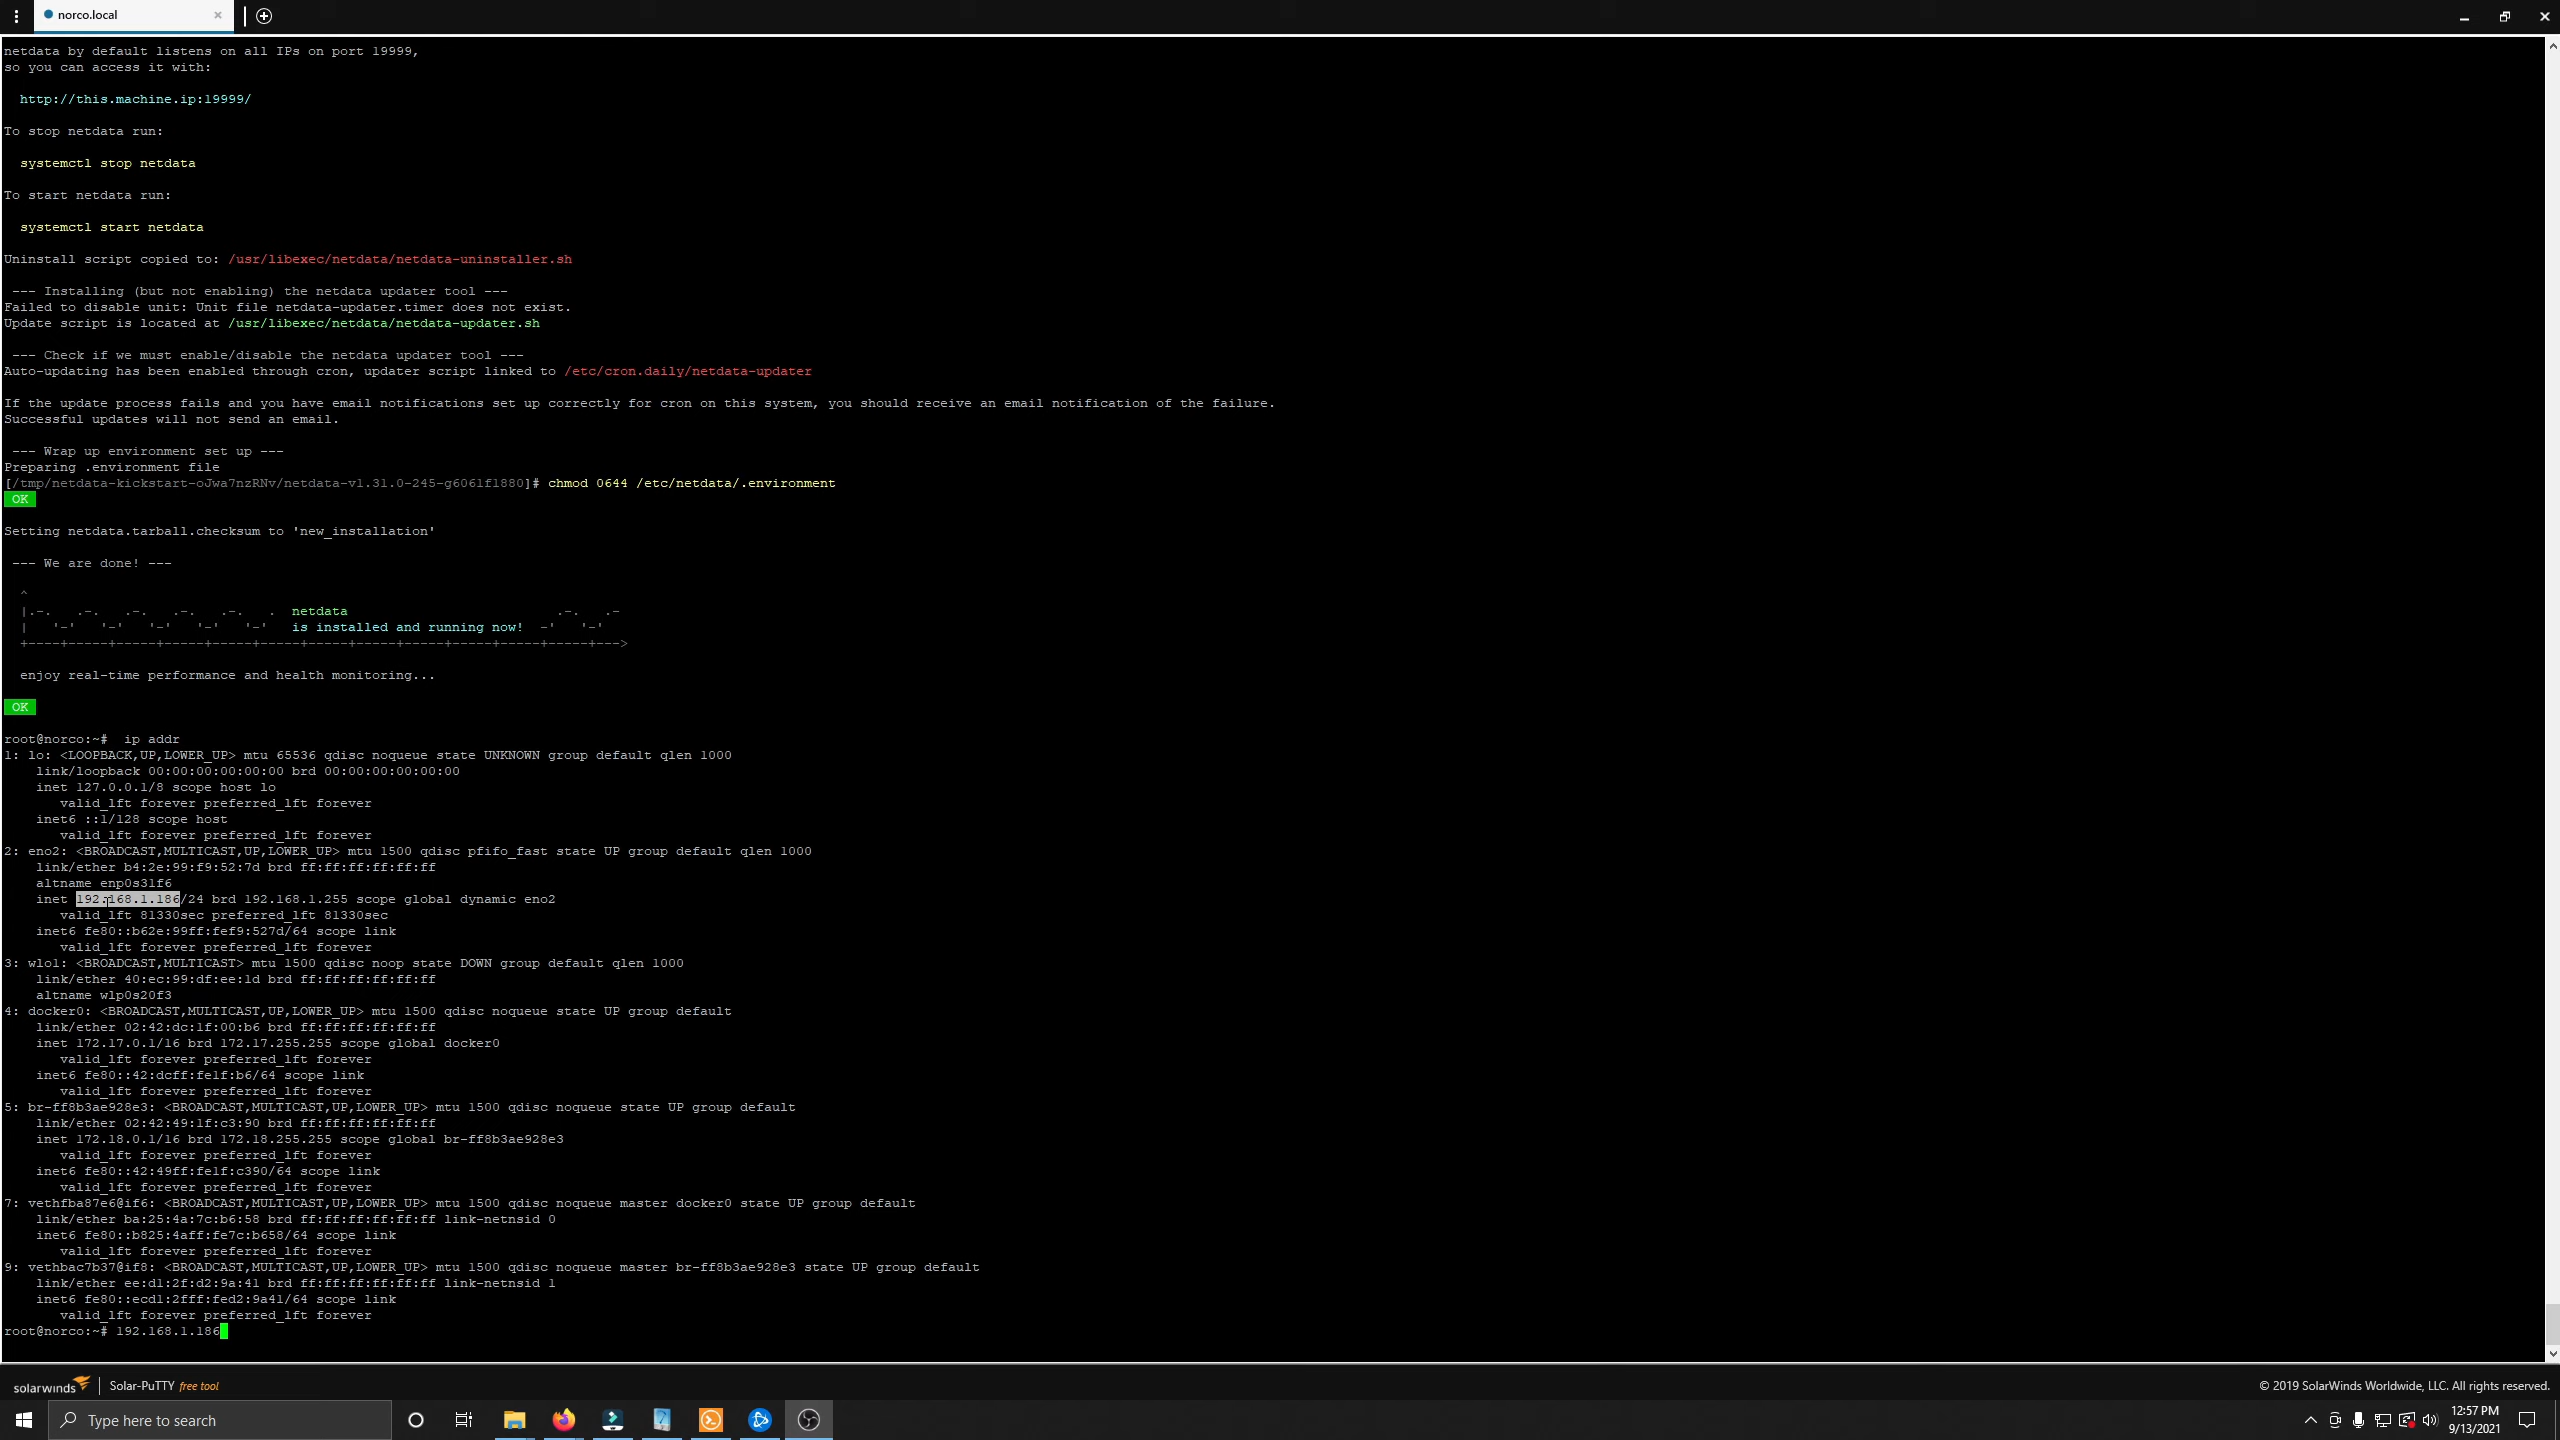 norco.local
netdata by default listens on all IPs on port 19999,
so you can access it with:
http://this.machine.ip:19999/
To stop netdata run:
systemctl stop netdata
To start netdata run:
systemctl start netdata
Uninstall script copied to: /usr/libexec/netdata/netdata-uninstaller.sh
--- Installing (but not enabling) the netdata updater tool ---
Failed to disable unit: Unit file netdata-updater.timer does not exist.
Update script is located at /usr/libexec/netdata/netdata-updater.sh
--- Check if we must enable/disable the netdata updater tool ---
Auto-updating has been enabled through cron, updater script linked to /etc/cron.daily/netdata-updater
If the update process fails and you have email notifications set up correctly for cron on this system, you should receive an email notification of the failure.
Successful updates will not send an email.
--- Wrap up environment set up ---
Preparing .environment file
[/tmp/netdata-kickstart-oJwa7nzRNv/netdata-v1.31.0-245-g6061f1880]# chmod 0644 /etc/netdata/.environment
OK
Setting netdata.tarball.checksum to 'new_installation'
--- We are done! ---
^
|.-.   .-.   .-.   .-.   .-.   .  netdata                          .-.   .-
|   '-'   '-'   '-'   '-'   '-'   is installed and running now!  -'   '-'
+----+-----+-----+-----+-----+-----+-----+-----+-----+-----+-----+-----+--->
enjoy real-time performance and health monitoring...
OK
root@norco:~#  ip addr
1: lo: <LOOPBACK,UP,LOWER_UP> mtu 65536 qdisc noqueue state UNKNOWN group default qlen 1000
link/loopback 00:00:00:00:00:00 brd 00:00:00:00:00:00
inet 127.0.0.1/8 scope host lo
valid_lft forever preferred_lft forever
inet6 ::1/128 scope host
valid_lft forever preferred_lft forever
2: eno2: <BROADCAST,MULTICAST,UP,LOWER_UP> mtu 1500 qdisc pfifo_fast state UP group default qlen 1000
link/ether b4:2e:99:f9:52:7d brd ff:ff:ff:ff:ff:ff
altname enp0s31f6
inet 192.168.1.186/24 brd 192.168.1.255 scope global dynamic eno2
valid_lft 81330sec preferred_lft 81330sec
inet6 fe80::b62e:99ff:fef9:527d/64 scope link
valid_lft forever preferred_lft forever
3: wlo1: <BROADCAST,MULTICAST> mtu 1500 qdisc noop state DOWN group default qlen 1000
link/ether 40:ec:99:df:ee:1d brd ff:ff:ff:ff:ff:ff
altname wlp0s20f3
4: docker0: <BROADCAST,MULTICAST,UP,LOWER_UP> mtu 1500 qdisc noqueue state UP group default
link/ether 02:42:dc:1f:00:b6 brd ff:ff:ff:ff:ff:ff
inet 172.17.0.1/16 brd 172.17.255.255 scope global docker0
valid_lft forever preferred_lft forever
inet6 fe80::42:dcff:fe1f:b6/64 scope link
valid_lft forever preferred_lft forever
5: br-ff8b3ae928e3: <BROADCAST,MULTICAST,UP,LOWER_UP> mtu 1500 qdisc noqueue state UP group default
link/ether 02:42:49:1f:c3:90 brd ff:ff:ff:ff:ff:ff
inet 172.18.0.1/16 brd 172.18.255.255 scope global br-ff8b3ae928e3
valid_lft forever preferred_lft forever
inet6 fe80::42:49ff:fe1f:c390/64 scope link
valid_lft forever preferred_lft forever
7: vethfba87e6@if6: <BROADCAST,MULTICAST,UP,LOWER_UP> mtu 1500 qdisc noqueue master docker0 state UP group default
link/ether ba:25:4a:7c:b6:58 brd ff:ff:ff:ff:ff:ff link-netnsid 0
inet6 fe80::b825:4aff:fe7c:b658/64 scope link
valid_lft forever preferred_lft forever
9: vethbac7b37@if8: <BROADCAST,MULTICAST,UP,LOWER_UP> mtu 1500 qdisc noqueue master br-ff8b3ae928e3 state UP group default
link/ether ee:d1:2f:d2:9a:41 brd ff:ff:ff:ff:ff:ff link-netnsid 1
inet6 fe80::ecd1:2fff:fed2:9a41/64 scope link
valid_lft forever preferred_lft forever
root@norco:~# 192.168.1.186
solarwinds | Solar-PuTTY free tool
© 2019 SolarWinds Worldwide, LLC. All rights reserved.
Type here to search
12:57 PM
9/13/2021